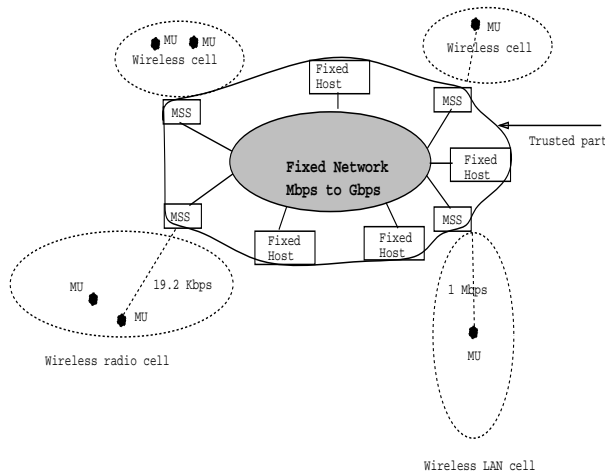 MU
MU
Wireless cell
MU
Wireless cell
Fixed
Host
MSS
MSS
Trusted part
Fixed Network
Mbps to Gbps
Fixed
Host
MSS
MSS
Fixed
Host
Fixed
Host
MU
19.2 Kbps
MU
1 Mbps
MU
Wireless radio cell
Wireless LAN cell